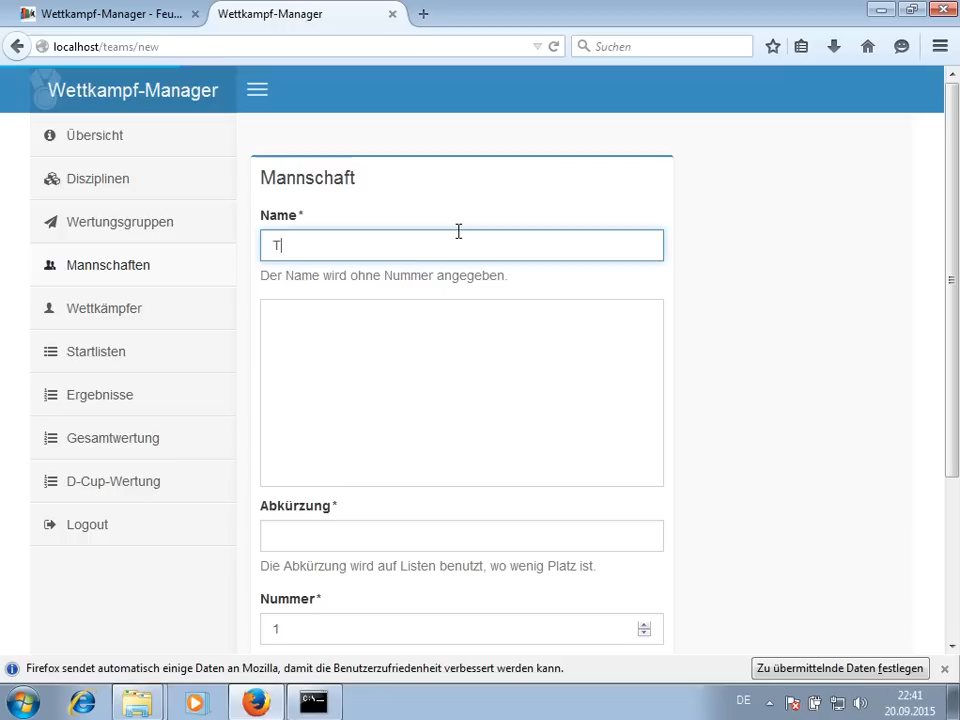 Wettkampf-Manager - Feu...
Wettkampf-Manager
localhost/teams/new
Suchen
Wettkampf-Manager
Übersicht
Disziplinen
Wertungsgruppen
Mannschaften
Wettkämpfer
Startlisten
Ergebnisse
Gesamtwertung
D-Cup-Wertung
Logout
Mannschaft
Name*
T
Der Name wird ohne Nummer angegeben.
Abkürzung*
Die Abkürzung wird auf Listen benutzt, wo wenig Platz ist.
Nummer*
1
Firefox sendet automatisch einige Daten an Mozilla, damit die Benutzerzufriedenheit verbessert werden kann.
Zu übermittelnde Daten festlegen
C:\.
DE
22:41
20.09.2015